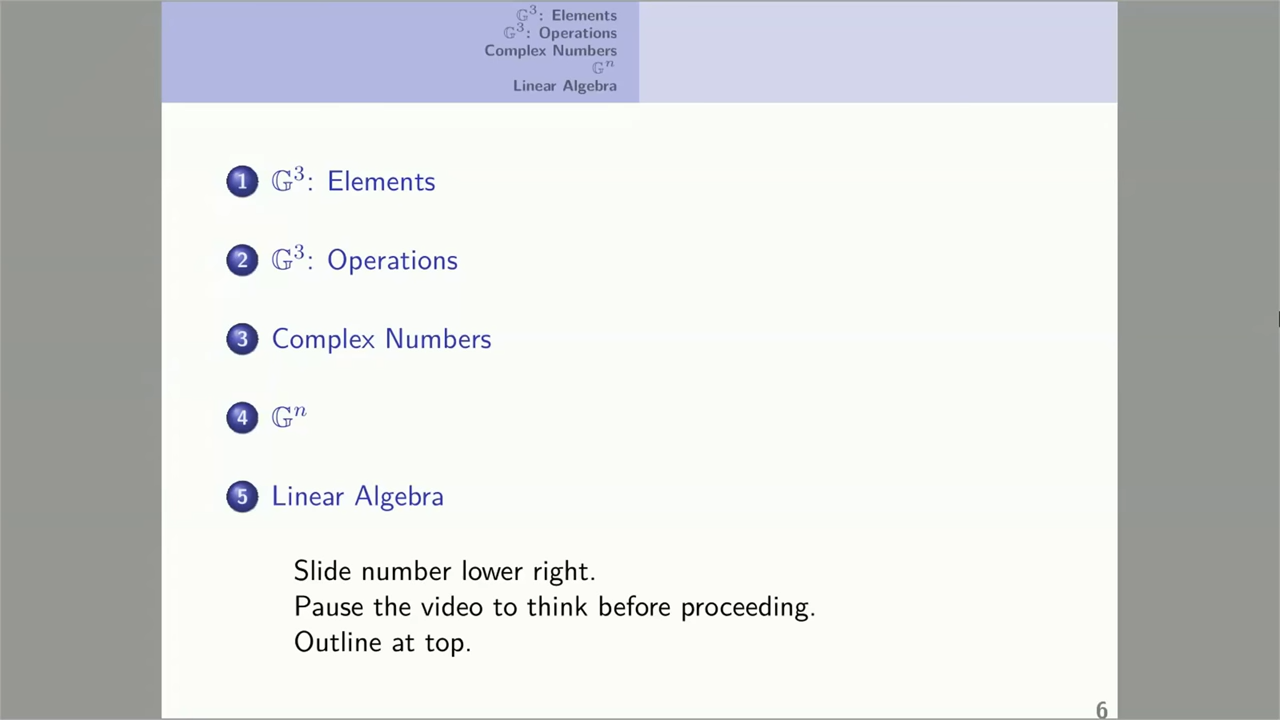 𝔾³: Elements
𝔾³: Operations
Complex Numbers
𝔾ⁿ
Linear Algebra
1 𝔾³: Elements
2 𝔾³: Operations
3 Complex Numbers
4 𝔾ⁿ
5 Linear Algebra
Slide number lower right.
Pause the video to think before proceeding.
Outline at top.
6